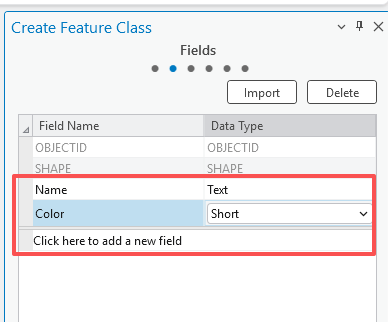 Create Feature Class
Fields
Import Delete
Field Name Data Type
OBJECTID OBJECTID
SHAPE SHAPE
Name Text
Color Short
Click here to add a new field